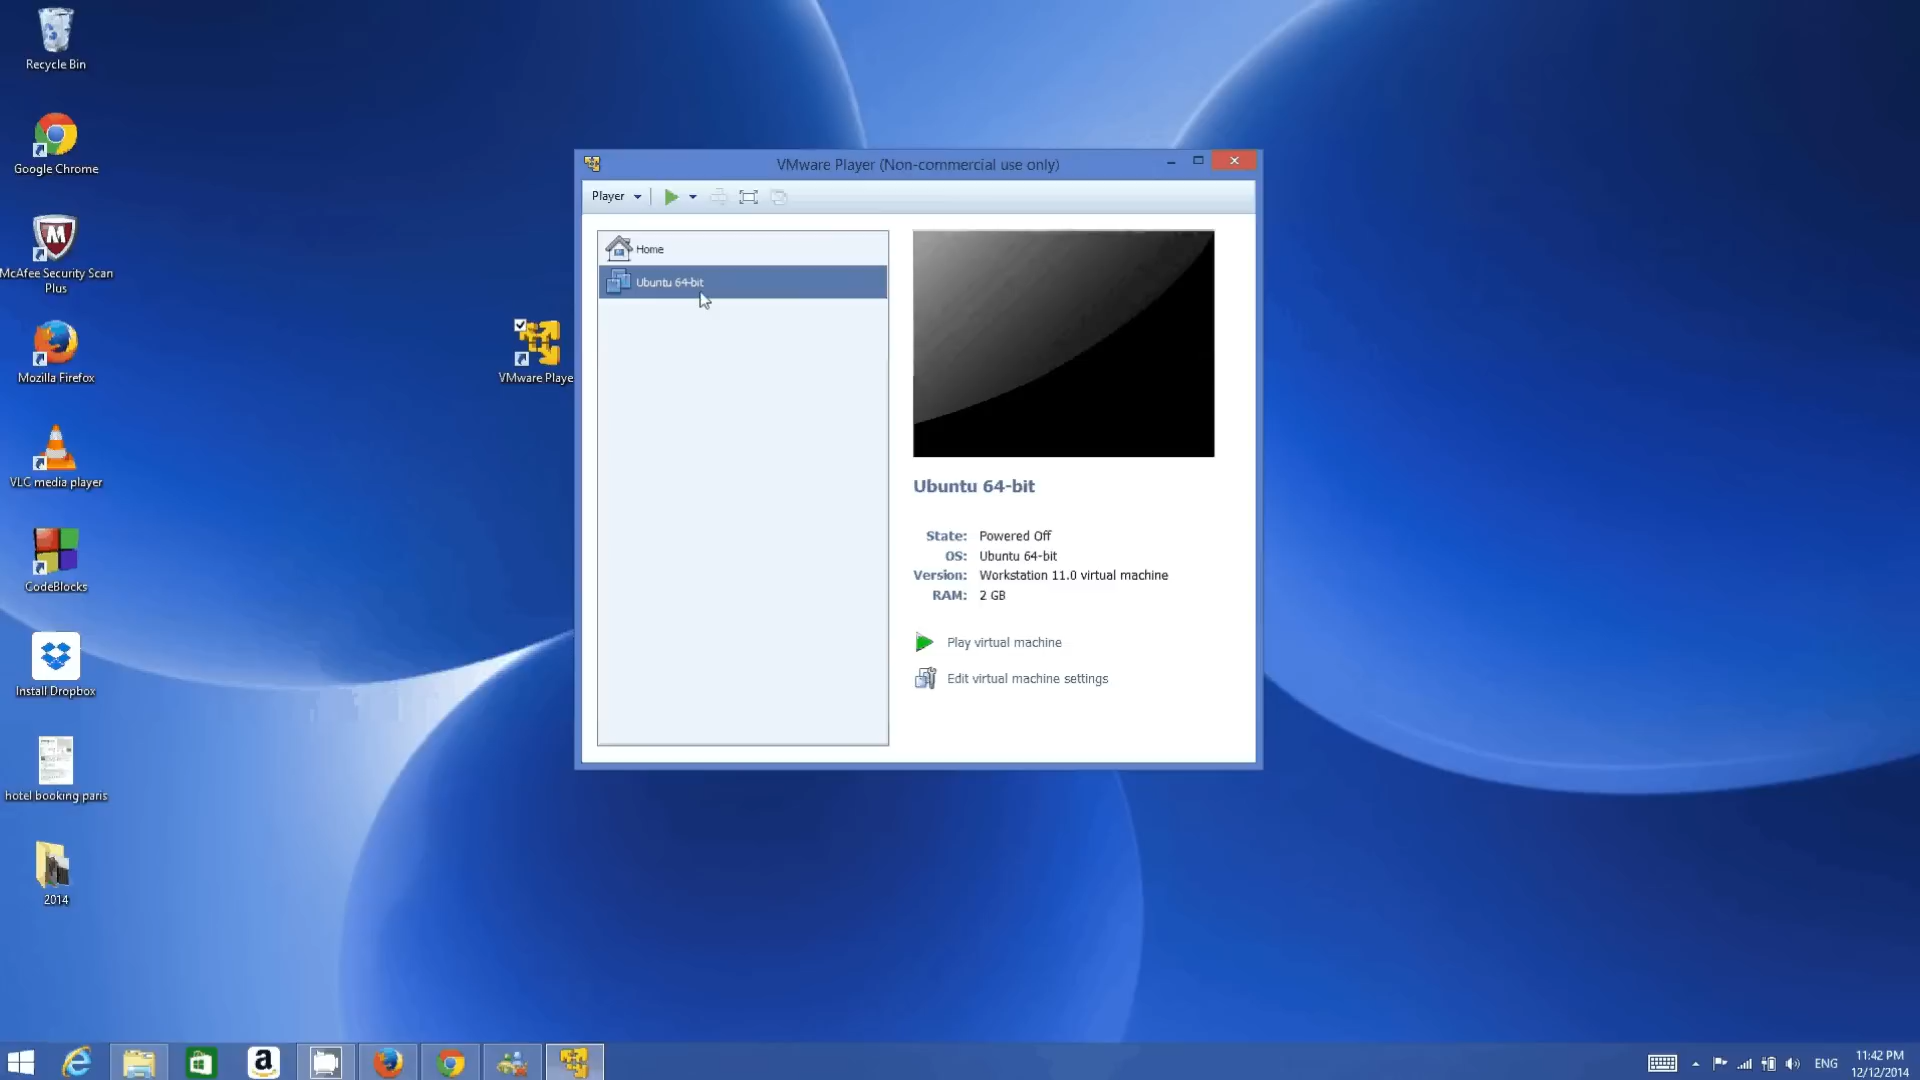 Recycle Bin
Google Chrome
McAfee Security Scan
Plus
Mozilla Firefox
VLC media player
CodeBlocks
Install Dropbox
hotel booking paris
2014
VMware Playe
VMware Player (Non-commercial use only)
Player
Home
Ubuntu 64-bit
Ubuntu 64-bit
State: Powered Off
OS: Ubuntu 64-bit
Version: Workstation 11.0 virtual machine
RAM: 2 GB
Play virtual machine
Edit virtual machine settings
ENG
11:42 PM
12/12/2014